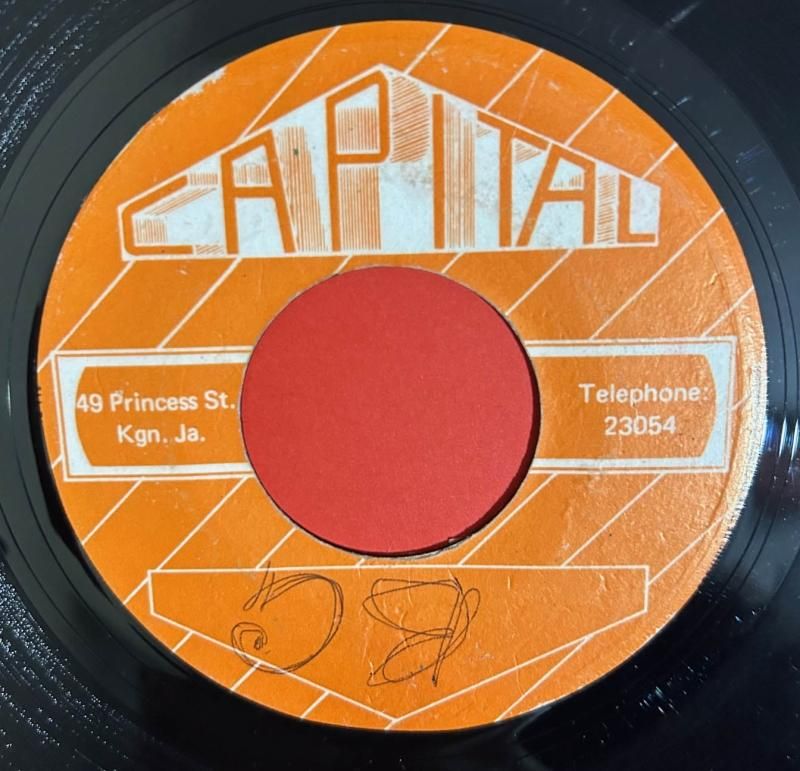 CAPITAL
49 Princess St.
Kgn. Ja.
Telephone:
23054